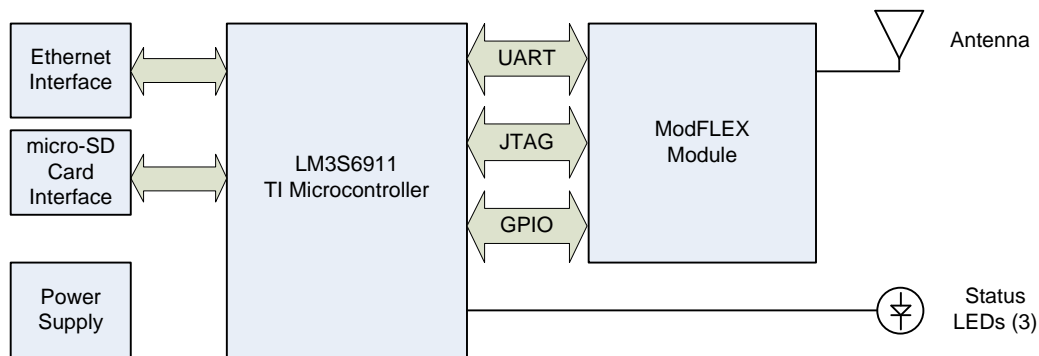 Ethernet
Interface
micro-SD
Card
Interface
Power
Supply
LM3S6911
TI Microcontroller
UART
JTAG
GPIO
ModFLEX
Module
Antenna
Status
LEDs (3)